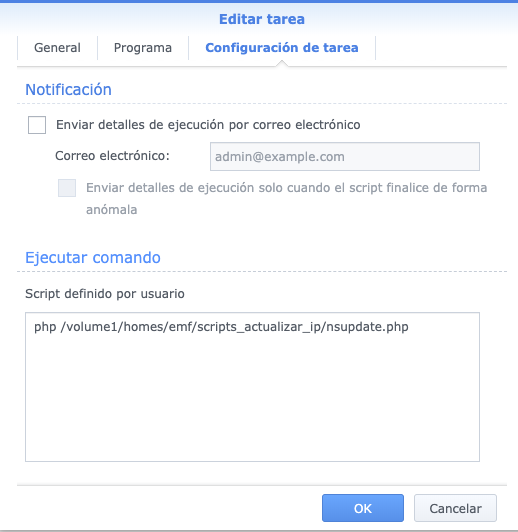 Editar tarea
General
Programa
Configuración de tarea
Notificación
Enviar detalles de ejecución por correo electrónico
Correo electrónico:
admin@example.com
Enviar detalles de ejecución solo cuando el script finalice de forma
anómala
Ejecutar comando
Script definido por usuario
php /volume1/homes/emf/scripts_actualizar_ip/nsupdate.php
OK
Cancelar